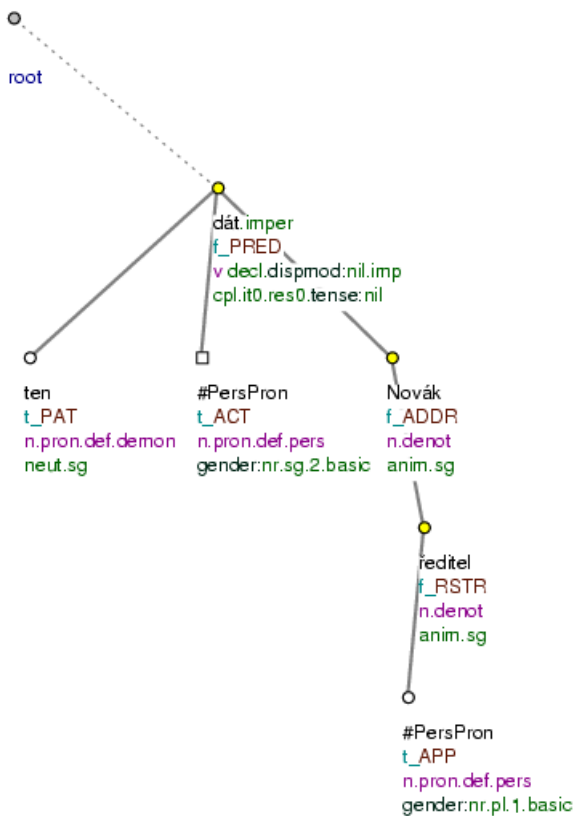 root
dát.imper
f_PRED
v decl.dispmod:nil.imp
cpl.it0.res0.tense:nil
ten
t_PAT
n.pron.def.demon
neut.sg
#PersPron
t_ACT
n.pron.def.pers
gender:nr.sg.2.basic
Novák
f_ADDR
n.denot
anim.sg
ředitel
f_RSTR
n.denot
anim.sg
#PersPron
t_APP
n.pron.def.pers
gender:nr.pl.1.basic